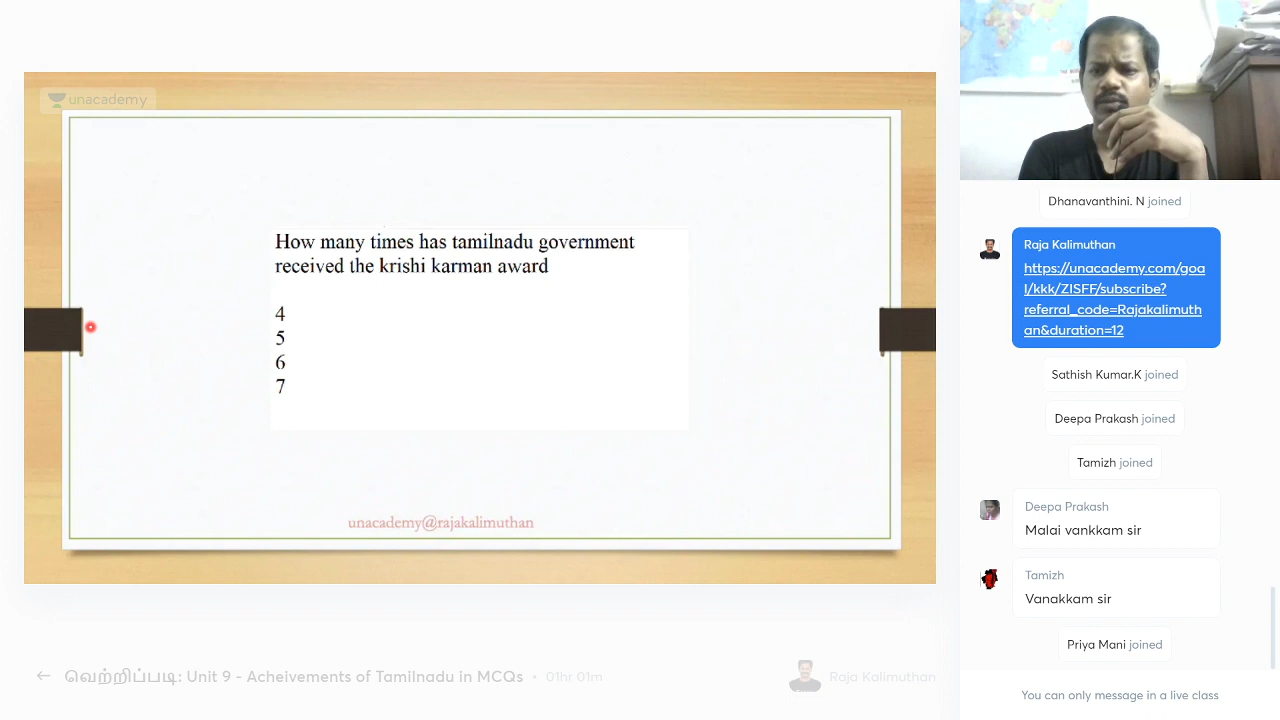 unacademy
How many times has tamilnadu government
received the krishi karman award
4
5
6
7
unacademy@rajakalimuthan
வெற்றிப்படி: Unit 9 - Acheivements of Tamilnadu in MCQs • 01hr 01m
Raja Kalimuthan
Dhanavanthini. N joined
Raja Kalimuthan
https://unacademy.com/goa
l/kkk/ZISFF/subscribe?
referral_code=Rajakalimuth
an&duration=12
Sathish Kumar.K joined
Deepa Prakash joined
Tamizh joined
Deepa Prakash
Malai vankkam sir
Tamizh
Vanakkam sir
Priya Mani joined
You can only message in a live class